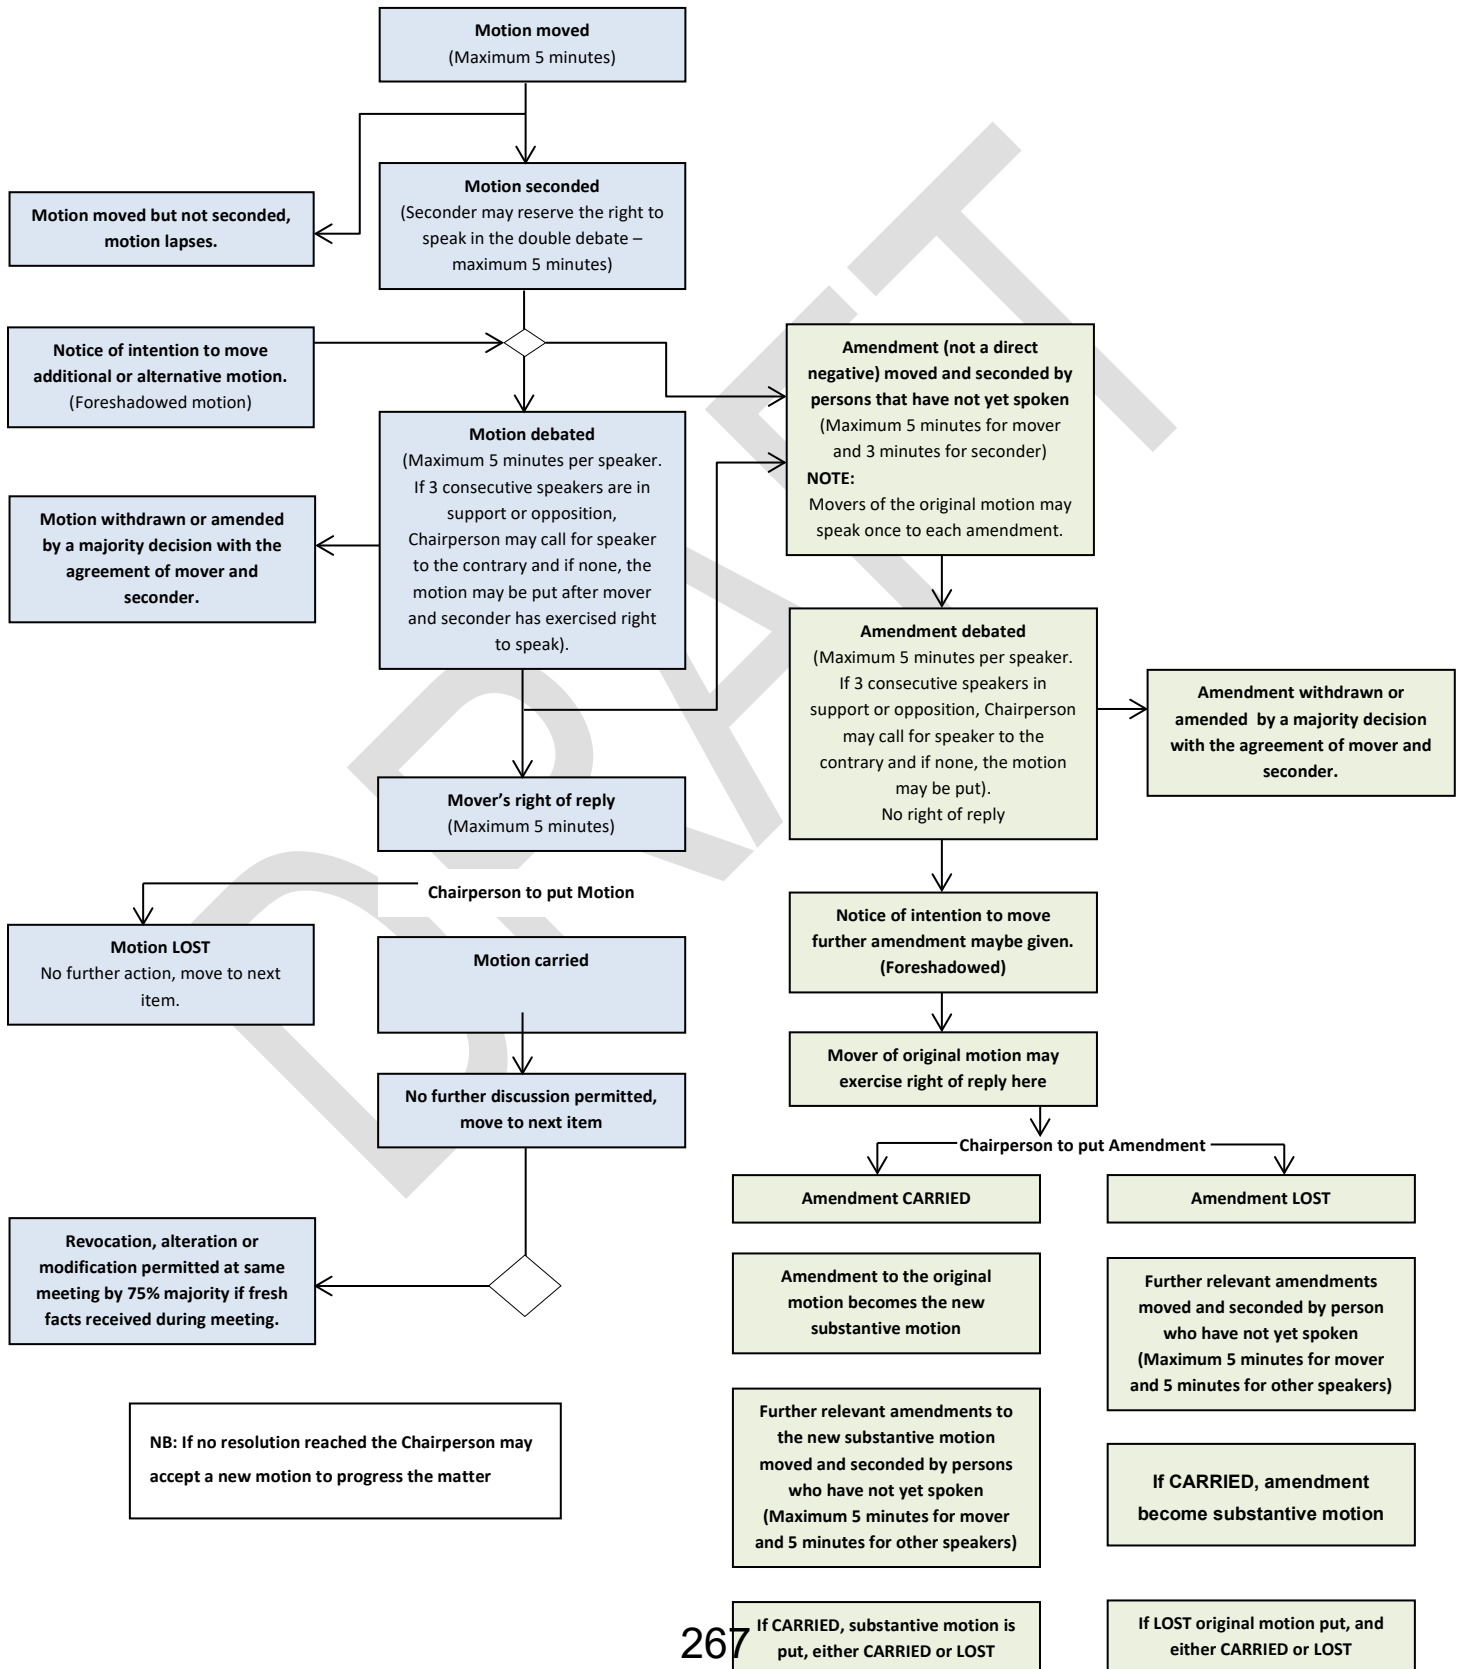 Motion moved
(Maximum 5 minutes)
Motion seconded
(Seconder may reserve the right to
speak in the double debate –
maximum 5 minutes)
Motion moved but not seconded,
motion lapses.
Notice of intention to move
additional or alternative motion.
(Foreshadowed motion)
Motion debated
(Maximum 5 minutes per speaker.
If 3 consecutive speakers are in
support or opposition,
Chairperson may call for speaker
to the contrary and if none, the
motion may be put after mover
and seconder has exercised right
to speak).
Motion withdrawn or amended
by a majority decision with the
agreement of mover and
seconder.
Mover’s right of reply
(Maximum 5 minutes)
Chairperson to put Motion
Motion LOST
No further action, move to next
item.
Motion carried
No further discussion permitted,
move to next item
Revocation, alteration or
modification permitted at same
meeting by 75% majority if fresh
facts received during meeting.
NB: If no resolution reached the Chairperson may
accept a new motion to progress the matter
Amendment (not a direct
negative) moved and seconded by
persons that have not yet spoken
(Maximum 5 minutes for mover
and 3 minutes for seconder)
NOTE:
Movers of the original motion may
speak once to each amendment.
Amendment debated
(Maximum 5 minutes per speaker.
If 3 consecutive speakers in
support or opposition, Chairperson
may call for speaker to the
contrary and if none, the motion
may be put).
No right of reply
Amendment withdrawn or
amended by a majority decision
with the agreement of mover and
seconder.
Notice of intention to move
further amendment maybe given.
(Foreshadowed)
Mover of original motion may
exercise right of reply here
Chairperson to put Amendment
Amendment CARRIED
Amendment to the original
motion becomes the new
substantive motion
Further relevant amendments to
the new substantive motion
moved and seconded by persons
who have not yet spoken
(Maximum 5 minutes for mover
and 5 minutes for other speakers)
If CARRIED, substantive motion is
put, either CARRIED or LOST
Amendment LOST
Further relevant amendments
moved and seconded by person
who have not yet spoken
(Maximum 5 minutes for mover
and 5 minutes for other speakers)
If CARRIED, amendment
become substantive motion
If LOST original motion put, and
either CARRIED or LOST
267
DRAFT